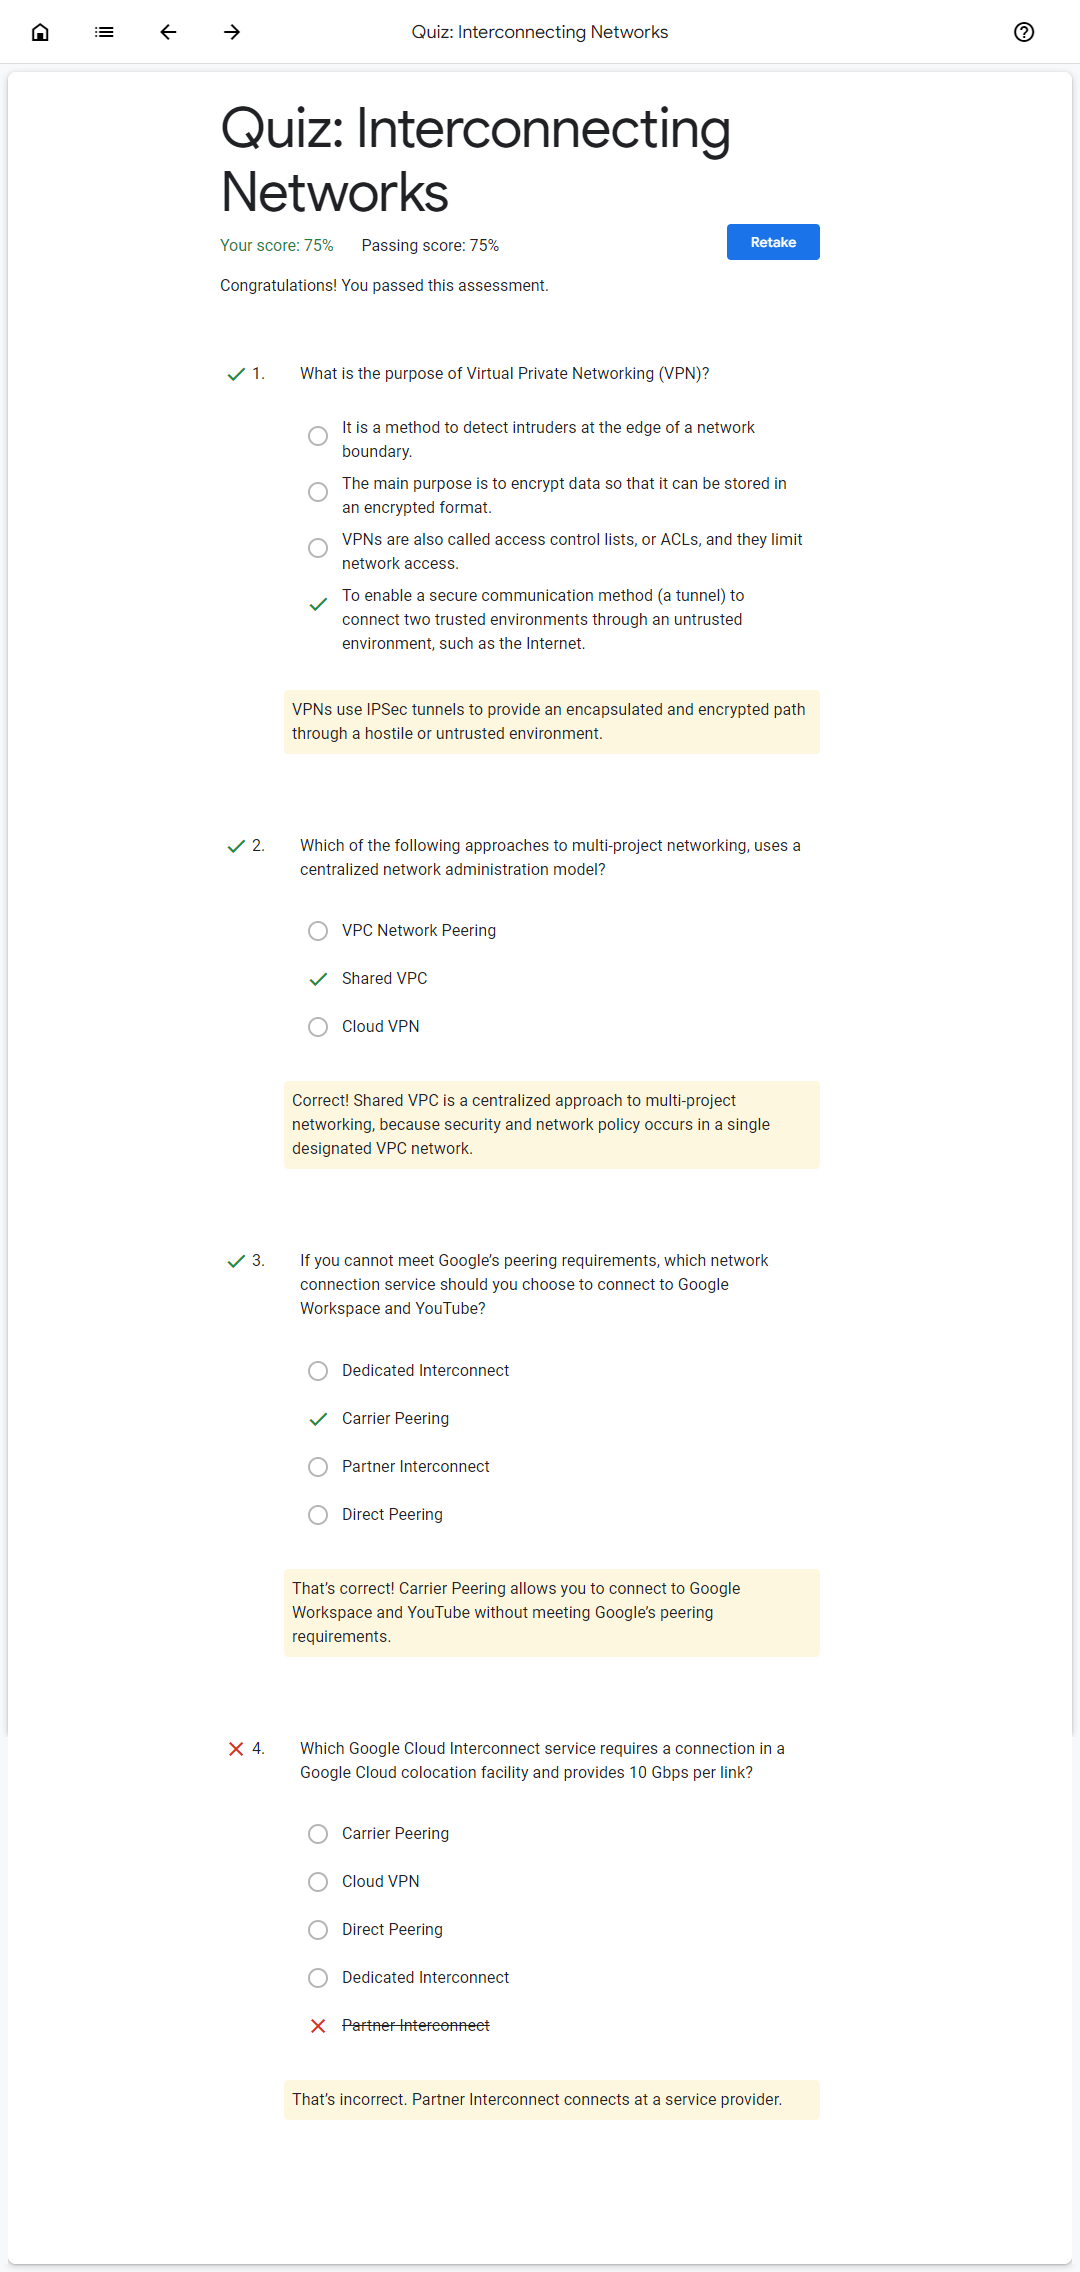 Quiz: Interconnecting Networks
Quiz: Interconnecting
Networks
Your score: 75% Passing score: 75%
Retake
Congratulations! You passed this assessment.
1. What is the purpose of Virtual Private Networking (VPN)?
It is a method to detect intruders at the edge of a network
boundary.
The main purpose is to encrypt data so that it can be stored in
an encrypted format.
VPNs are also called access control lists, or ACLs, and they limit
network access.
To enable a secure communication method (a tunnel) to
connect two trusted environments through an untrusted
environment, such as the Internet.
VPNs use IPSec tunnels to provide an encapsulated and encrypted path
through a hostile or untrusted environment.
2. Which of the following approaches to multi-project networking, uses a
centralized network administration model?
VPC Network Peering
Shared VPC
Cloud VPN
Correct! Shared VPC is a centralized approach to multi-project
networking, because security and network policy occurs in a single
designated VPC network.
3. If you cannot meet Google's peering requirements, which network
connection service should you choose to connect to Google
Workspace and YouTube?
Dedicated Interconnect
Carrier Peering
Partner Interconnect
Direct Peering
That's correct! Carrier Peering allows you to connect to Google
Workspace and YouTube without meeting Google's peering
requirements.
4. Which Google Cloud Interconnect service requires a connection in a
Google Cloud colocation facility and provides 10 Gbps per link?
Carrier Peering
Cloud VPN
Direct Peering
Dedicated Interconnect
Partner Interconnect
That's incorrect. Partner Interconnect connects at a service provider.